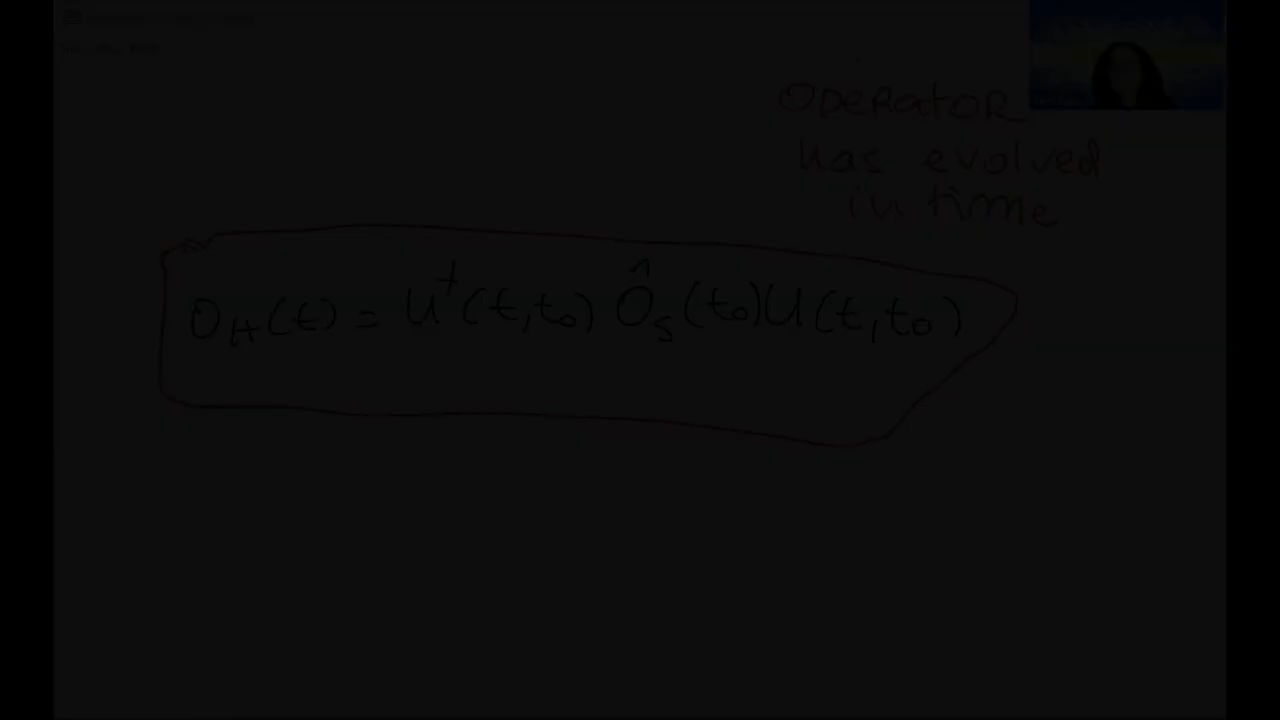 OPERATOR
has evolved
in time
O_H(t) = U†(t,t₀) Ô_S(t₀)U(t,t₀)